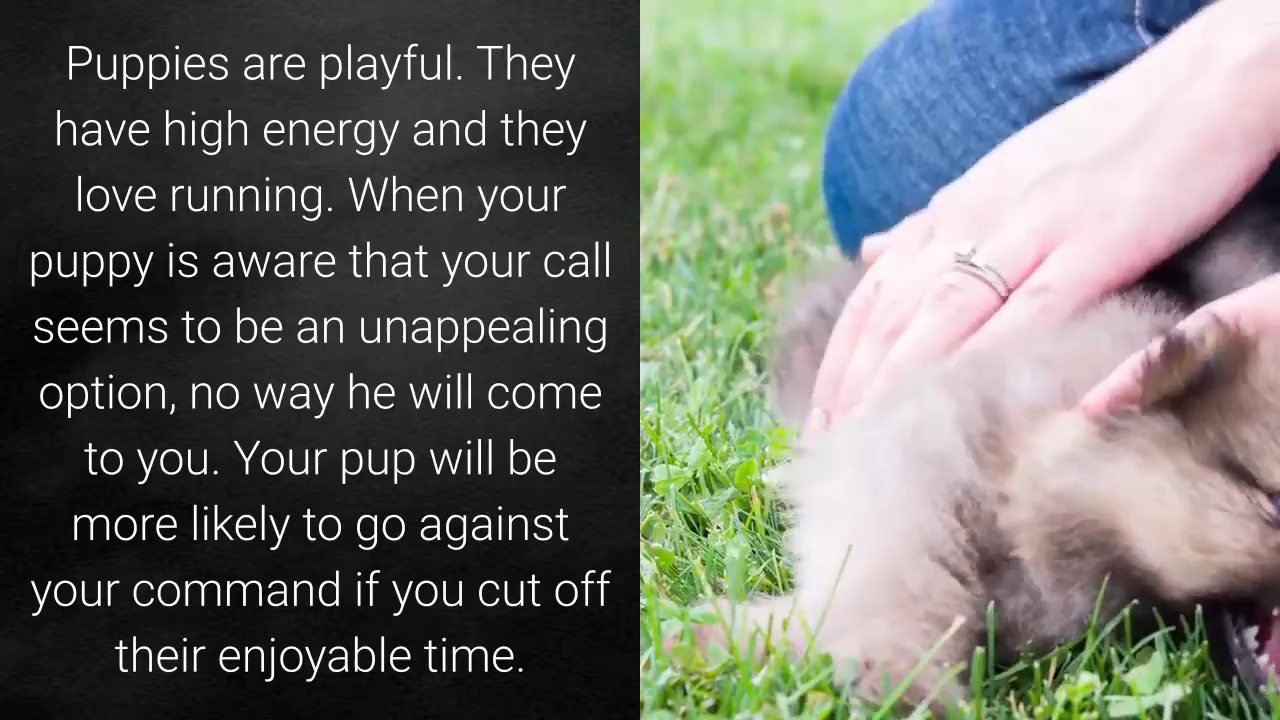 Puppies are playful. They
have high energy and they
love running. When your
puppy is aware that your call
seems to be an unappealing
option, no way he will come
to you. Your pup will be
more likely to go against
your command if you cut off
their enjoyable time.